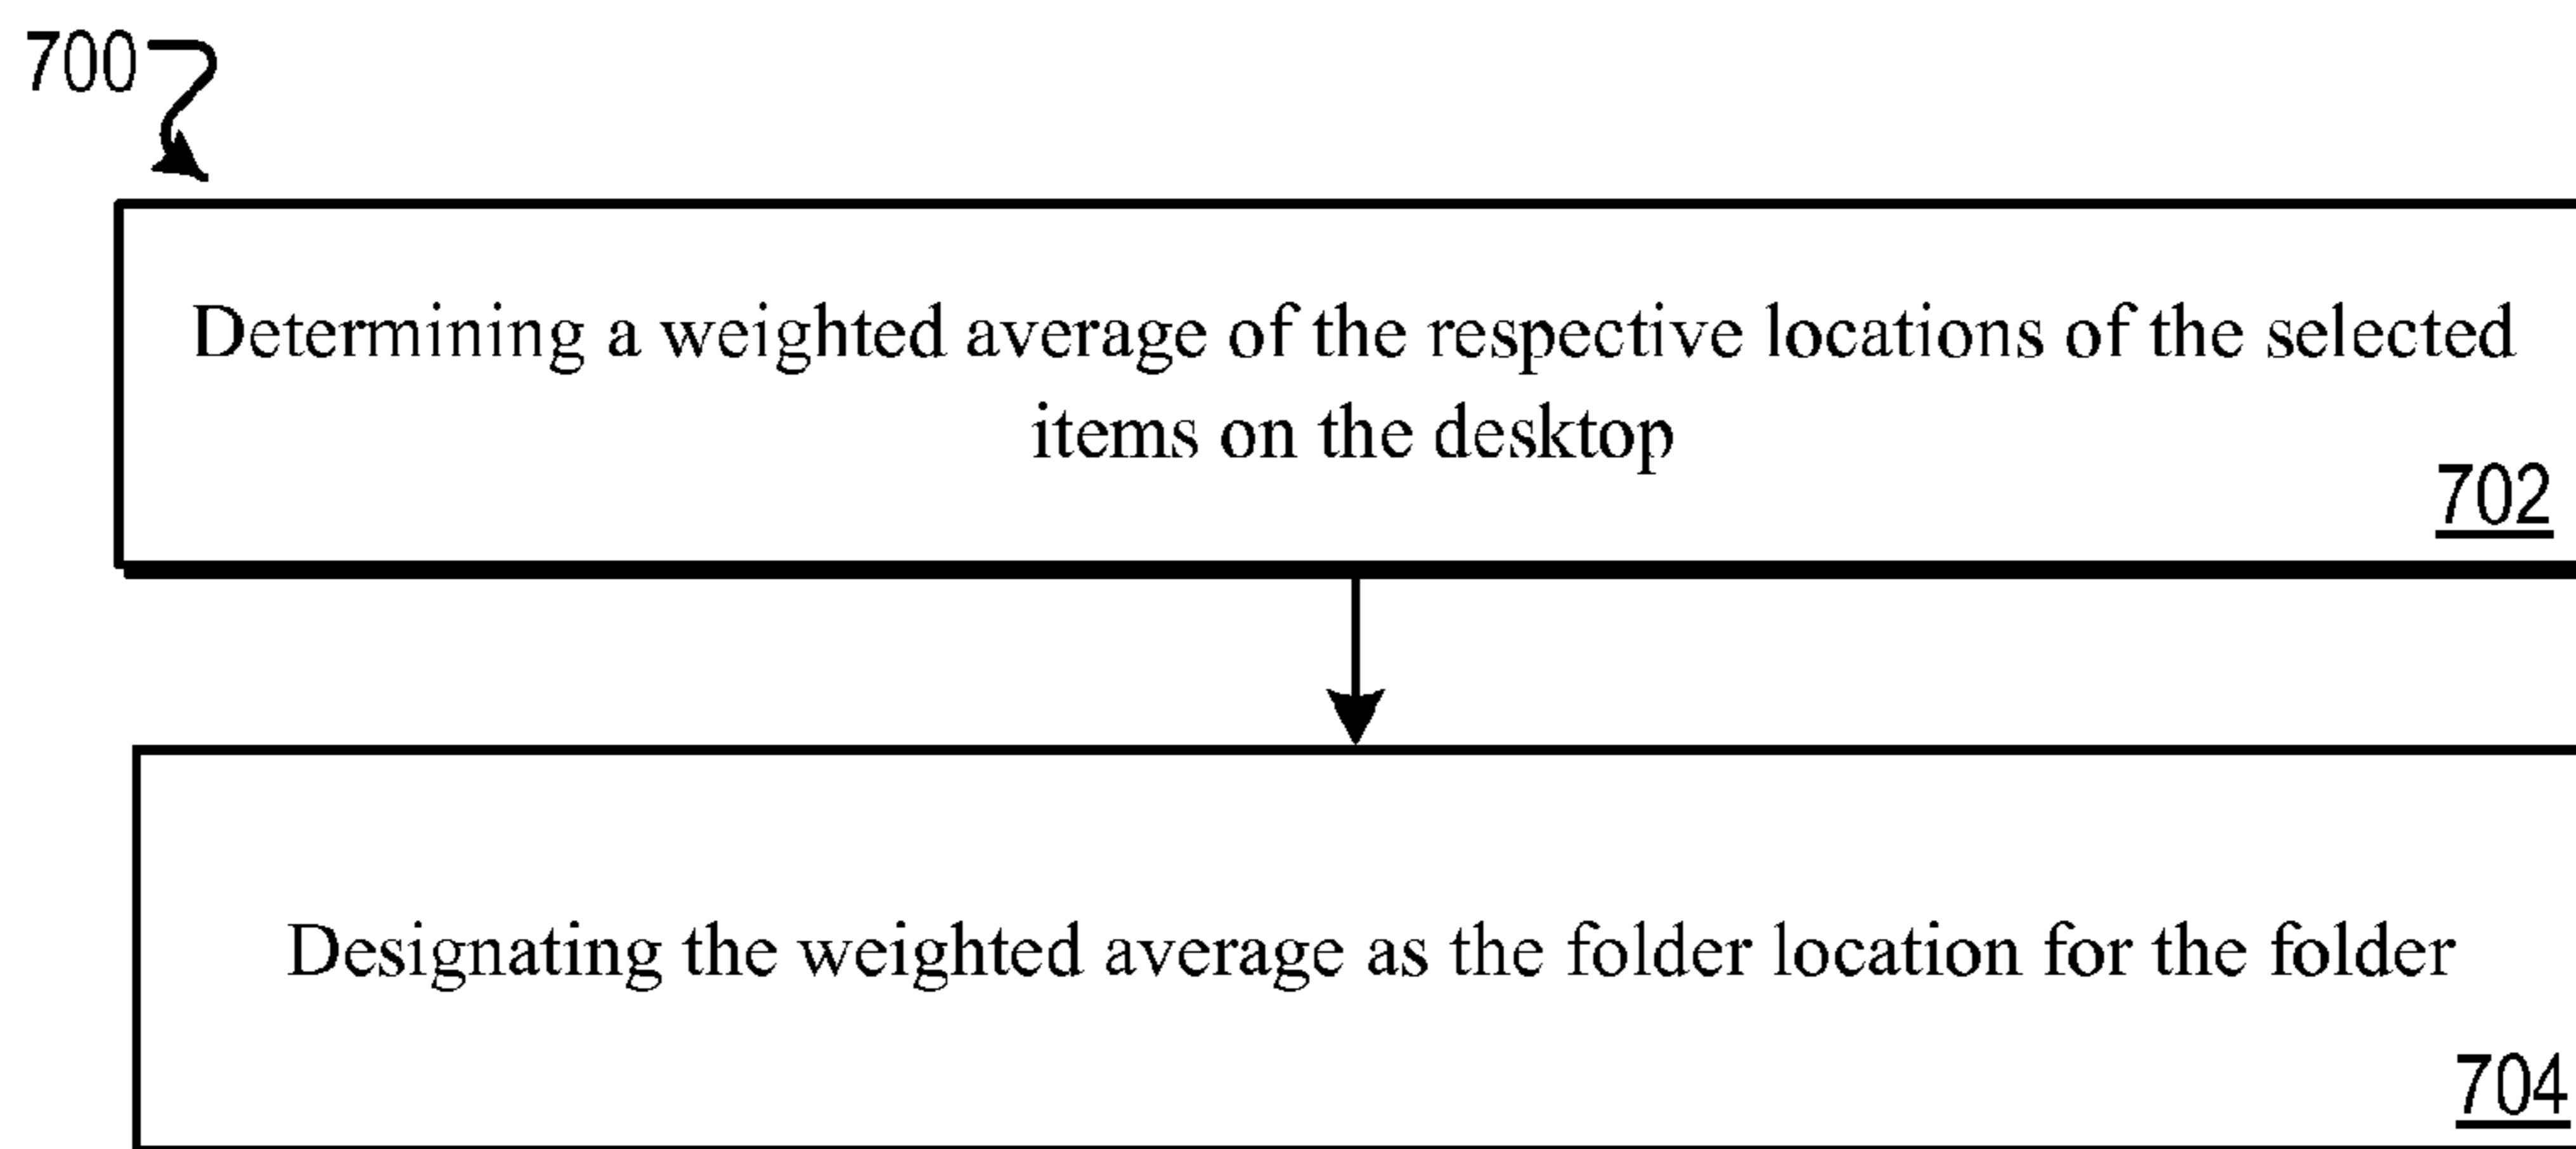 700
Determining a weighted average of the respective locations of the selected
items on the desktop
702
Designating the weighted average as the folder location for the folder
704